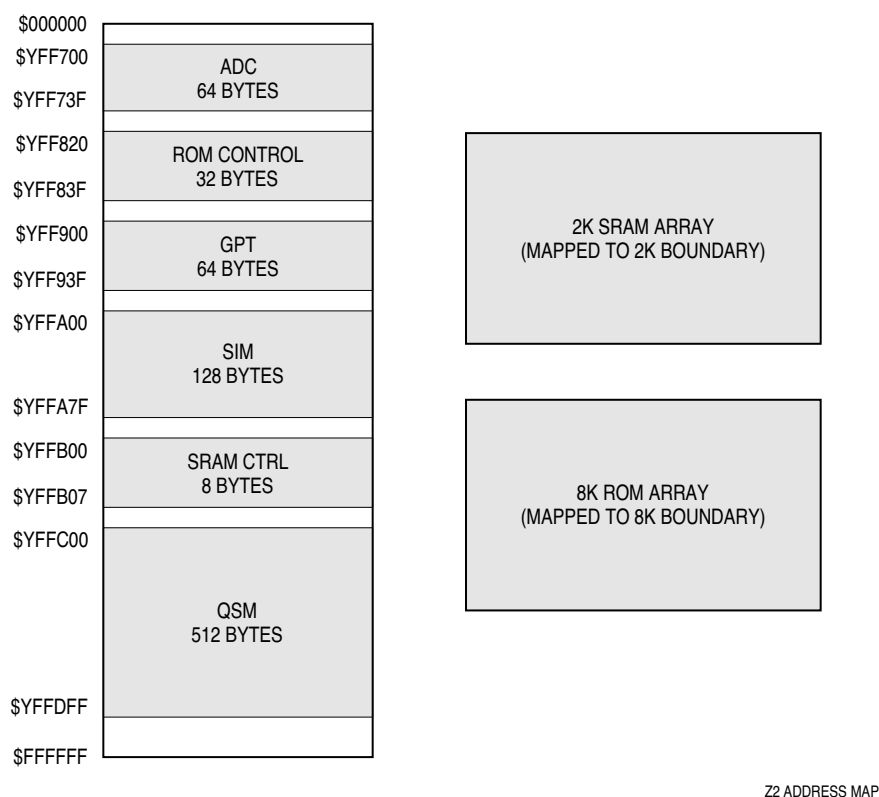 $000000
$YFF700
ADC
64 BYTES
$YFF73F
$YFF820
ROM CONTROL
32 BYTES
$YFF83F
$YFF900
GPT
64 BYTES
$YFF93F
$YFFA00
SIM
128 BYTES
$YFFA7F
$YFFB00
SRAM CTRL
8 BYTES
$YFFB07
$YFFC00
QSM
512 BYTES
$YFFDFF
$FFFFFF
2K SRAM ARRAY
(MAPPED TO 2K BOUNDARY)
8K ROM ARRAY
(MAPPED TO 8K BOUNDARY)
Z2 ADDRESS MAP